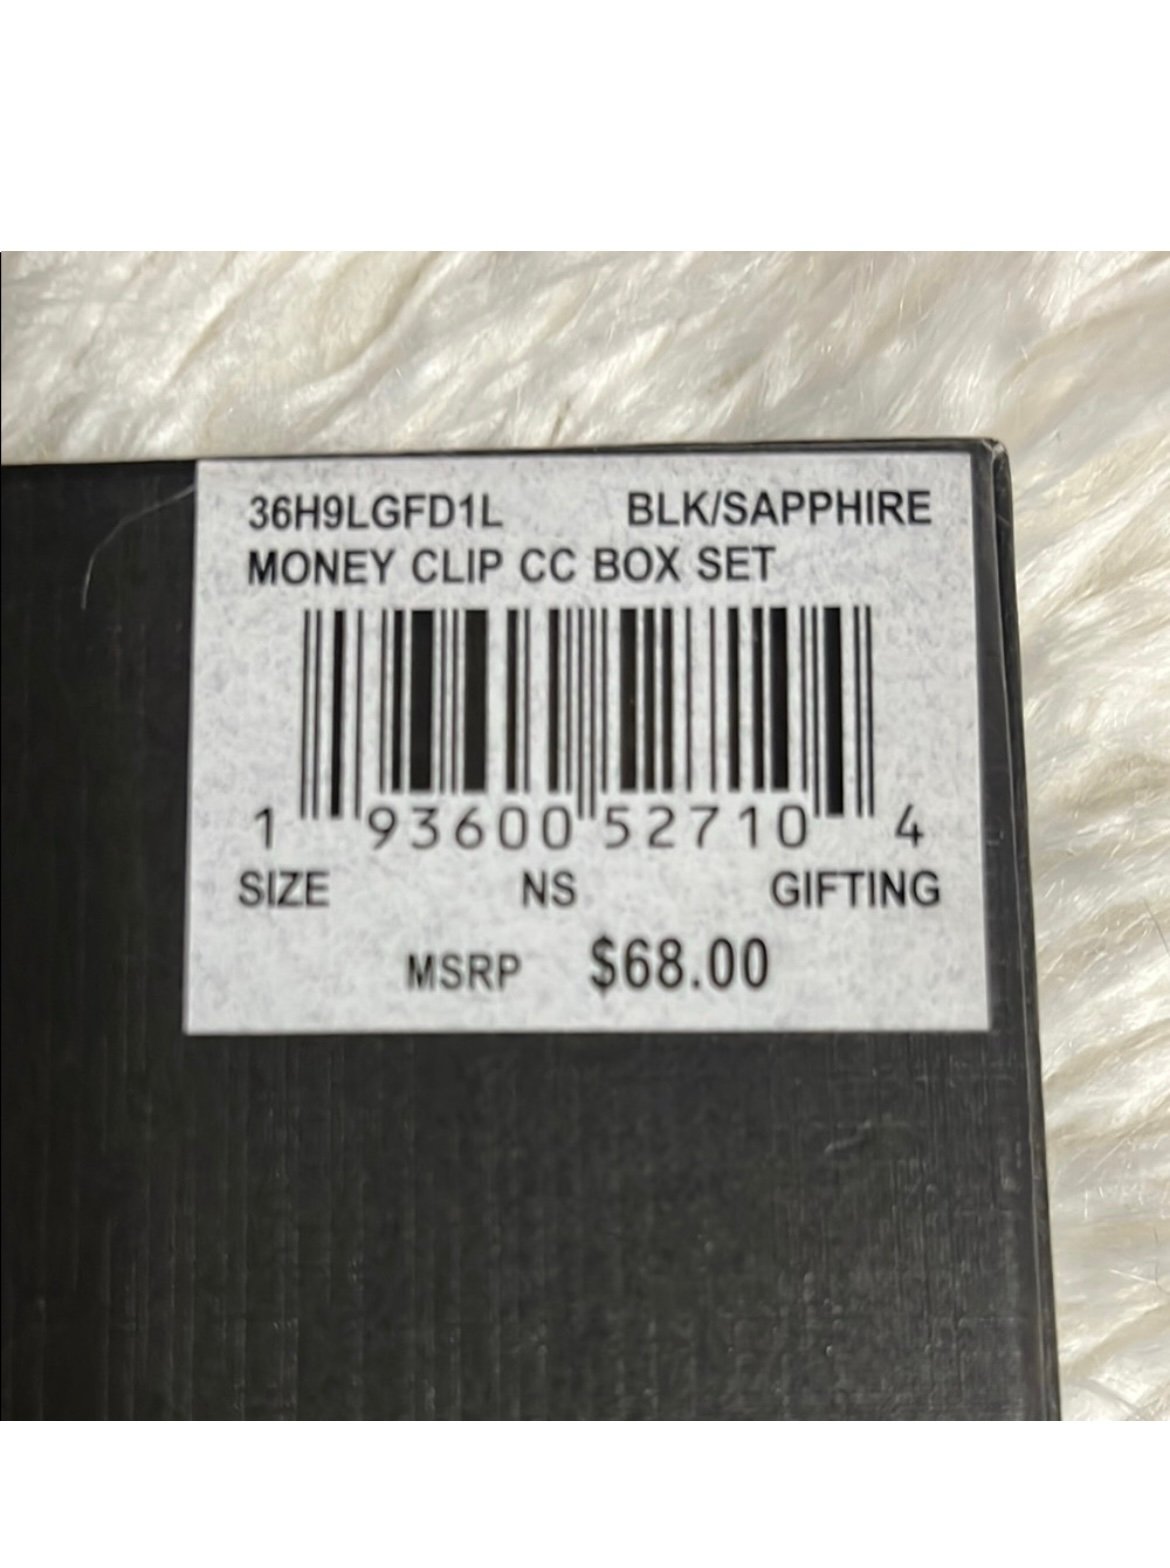 36H9LGFD1L BLK/SAPPHIRE
MONEY CLIP CC BOX SET
1 93600 52710 4
SIZE NS GIFTING
MSRP $68.00